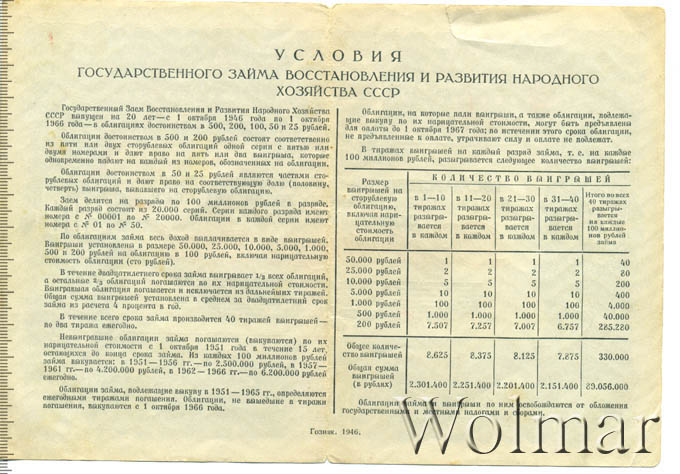 УСЛОВИЯ
ГОСУДАРСТВЕННОГО ЗАЙМА ВОССТАНОВЛЕНИЯ И РАЗВИТИЯ НАРОДНОГО
ХОЗЯЙСТВА СССР
Государственный Заем Восстановления и Развития Народного Хозяйства
СССР выпущен на 20 лет—с 1 октября 1946 года по 1 октября
1966 года—в облигациях достоинством в 500, 200, 100, 50 и 25 рублей.
Облигации достоинством в 500 и 200 рублей состоят соответственно
из пяти или двух сторублевых облигаций одной серии с пятью или
двумя номерами и дают право на пять или два выигрыша, которые
одновременно падают на каждый из номеров, обозначенных на облигации.
Облигации достоинством в 50 и 25 рублей являются частями сто-
рублевых облигаций и дают право на соответствующую долю (половину,
четверть) выигрыша, выпавшего на сторублевую облигацию.
Заем делится на разряды по 100 миллионов рублей в разряде.
Каждый разряд состоит из 20.000 серий. Серии каждого разряда имеют
номера с № 00001 по № 20000. Облигации в каждой серии имеют
номера с № 01 по № 50.
По облигациям займа весь доход выплачивается в виде выигрышей.
Выигрыши установлены в размере 50.000, 25.000, 10.000, 5.000, 1.000,
500 и 200 рублей на облигацию в 100 рублей, включая нарицательную
стоимость облигации (сто рублей).
В течение двадцатилетнего срока займа выигрывает 1/3 всех облигаций,
а остальные 2/3 облигаций погашаются по их нарицательной стоимости.
Выигравшая облигация погашается и исключается из дальнейших тиражей.
Общая сумма выигрышей установлена в среднем за двадцатилетний срок
займа из расчета 4 процента в год.
В течение всего срока займа производится 40 тиражей выигрышей—
по два тиража ежегодно.
Невыигравшие облигации займа погашаются (выкупаются) по их
нарицательной стоимости с 1 октября 1951 года в течение 15 лет,
остающихся до конца срока займа. Из каждых 100 миллионов рублей
займа выкупается: в 1951—1956 гг.—по 2.500.000 рублей, в 1957—
1961 гг.—по 4.200.000 рублей, в 1962—1966 гг.—по 6.200.000 рублей
ежегодно.
Облигации займа, подлежащие выкупу в 1951—1965 гг., определяются
ежегодными тиражами погашения. Облигации, не вышедшие в тиражи
погашения, выкупаются с 1 октября 1966 года.
Облигации, на которые пали выигрыши, а также облигации, подлежа-
щие выкупу по их нарицательной стоимости, могут быть предъявлены
для оплаты до 1 октября 1967 года; по истечении этого срока облигации,
не предъявленные к оплате, утрачивают силу и оплате не подлежат.
В тиражах выигрышей на каждый разряд займа, т. е. на каждые
100 миллионов рублей, разыгрывается следующее количество выигрышей:
Размер выигрышей на сторублевую облигацию, включая нарицательную стоимость облигации
КОЛИЧЕСТВО ВЫИГРЫШЕЙ
в 1—10 тиражах разыгрывается в каждом
в 11—20 тиражах разыгрывается в каждом
в 21—30 тиражах разыгрывается в каждом
в 31—40 тиражах разыгрывается в каждом
Итого во всех 40 тиражах разыгрывается на каждые 100 миллионов рублей займа
50.000 рублей 1 1 1 1 40
25.000 рублей 2 2 2 2 80
10.000 рублей 5 5 5 5 200
5.000 рублей 10 10 10 10 400
1.000 рублей 100 100 100 100 4.000
500 рублей 1.000 1.000 1.000 1.000 40.000
200 рублей 7.507 7.257 7.007 6.757 285.280
Общее количе-
ство выигрышей 8.625 8.375 8.125 7.875 330.000
Общая сумма
выигрышей
(в рублях) 2.301.400 2.251.400 2.201.400 2.151.400 89.056.000
Облигации займа и выигрыши по ним освобождаются от обложения
государственными и местными налогами и сборами.
Гознак. 1946.
Wolmar